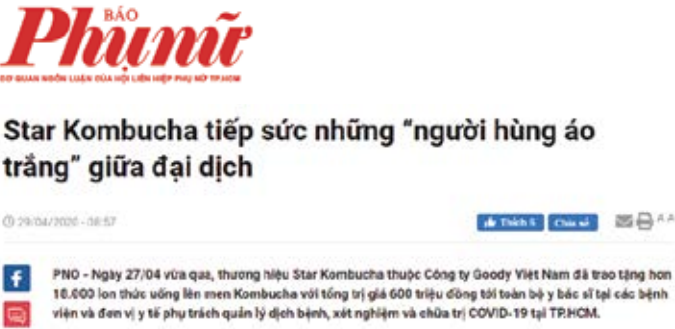 BÁO
Phụ nữ
CƠ QUAN NGÔN LUẬN CỦA HỘI LIÊN HIỆP PHỤ NỮ TP.HCM
Star Kombucha tiếp sức những “người hùng áo
trắng” giữa đại dịch
29/04/2020 - 08:57
Thích 5 Chia sẻ A A
PNO - Ngày 27/04 vừa qua, thương hiệu Star Kombucha thuộc Công ty Goody Việt Nam đã trao tặng hơn
10.000 lon thức uống lên men Kombucha với tổng trị giá 600 triệu đồng tới toàn bộ y bác sĩ tại các bệnh
viện và đơn vị y tế phụ trách quản lý dịch bệnh, xét nghiệm và chữa trị COVID-19 tại TP.HCM.